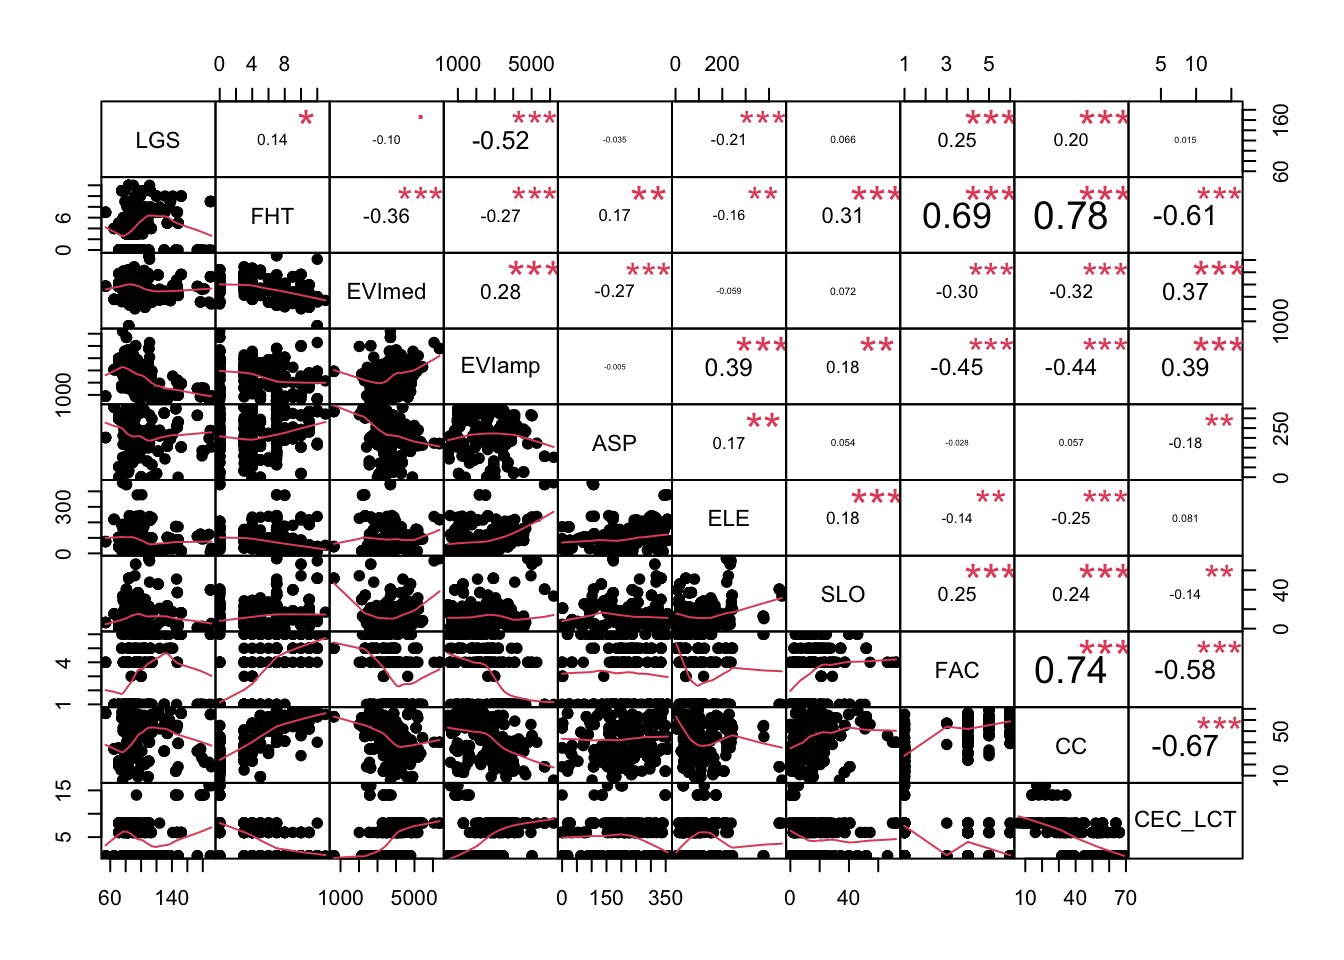 0 4 8 1000 5000 0 200 1 3 5 5 10
LGS 0.14 * -0.10 . -0.52 *** -0.035 -0.21 *** 0.066 0.25 *** 0.20 *** 0.015 60 160
0 6 FHT -0.36 *** -0.27 *** 0.17 ** -0.16 ** 0.31 *** 0.69 *** 0.78 *** -0.61 ***
EVImed 0.28 *** -0.27 *** -0.059 0.072 -0.30 *** -0.32 *** 0.37 *** 1000
1000 EVIamp -0.005 0.39 *** 0.18 ** -0.45 *** -0.44 *** 0.39 ***
ASP 0.17 ** 0.054 -0.028 0.057 -0.18 ** 0 250
0 300 ELE 0.18 *** -0.14 ** -0.25 *** 0.081
SLO 0.25 *** 0.24 *** -0.14 ** 0 40
1 4 FAC 0.74 *** -0.58 ***
CC -0.67 *** 10 50
5 15 CEC_LCT
60 140 1000 5000 0 150 350 0 40 10 40 70